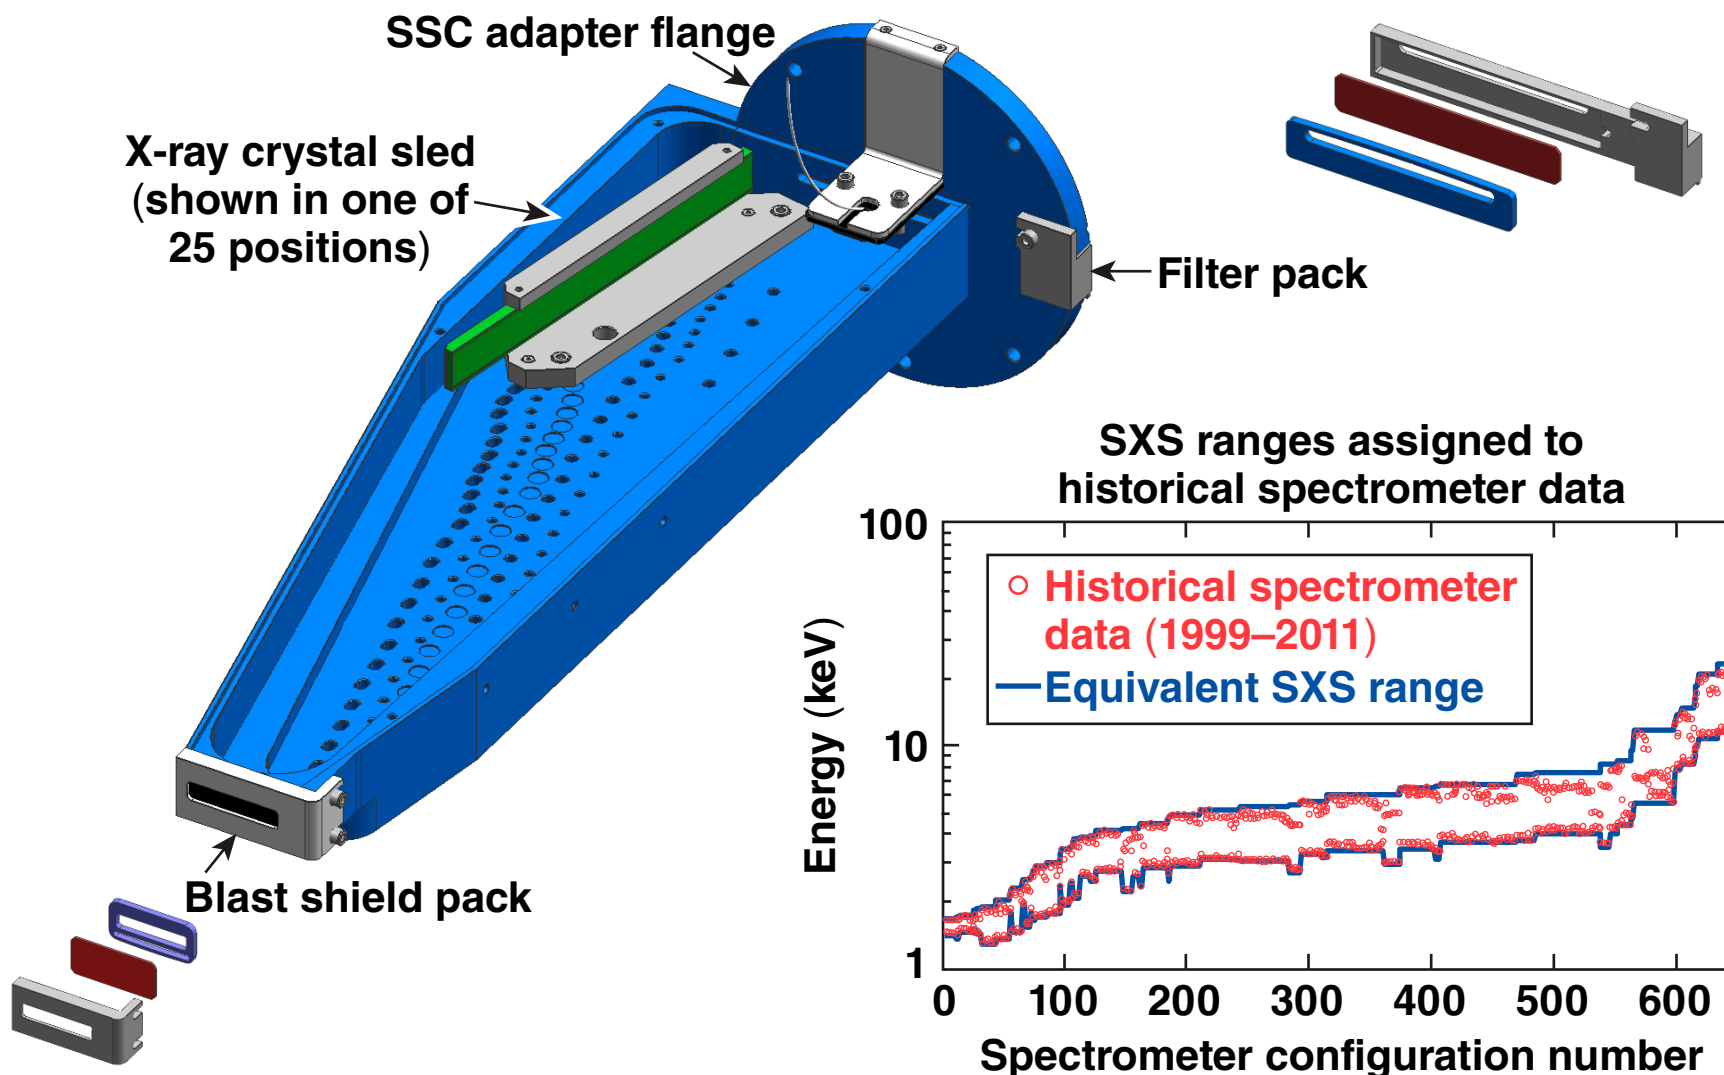 SSC adapter flange
X-ray crystal sled
(shown in one of
25 positions)
Filter pack
Blast shield pack
SXS ranges assigned to
historical spectrometer data
Energy (keV)
100
10
1
Historical spectrometer
data (1999–2011)
Equivalent SXS range
0 100 200 300 400 500 600
Spectrometer configuration number